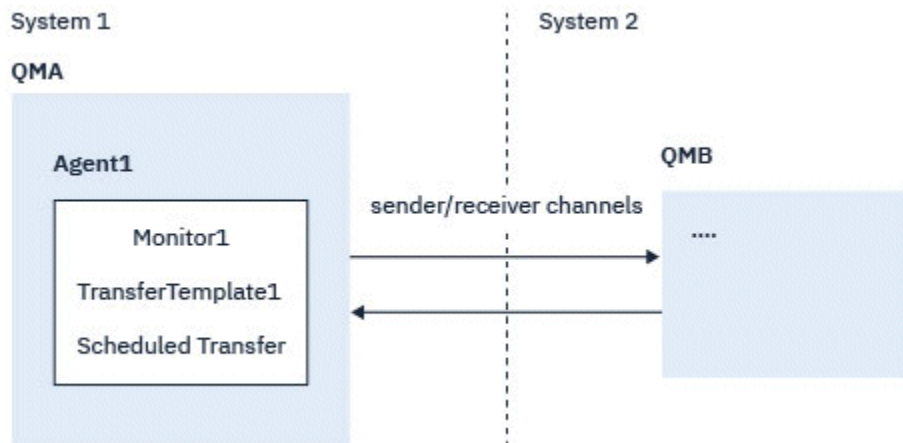 System 1
System 2
QMA
QMB
Agent1
sender/receiver channels
Monitor1
....
TransferTemplate1
Scheduled Transfer